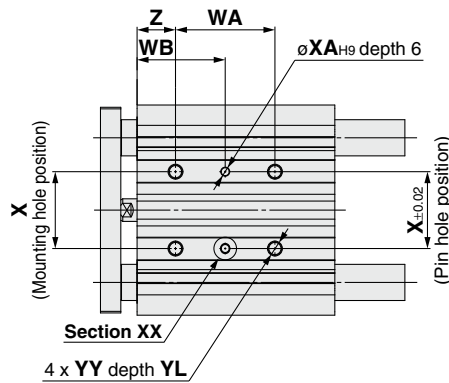 Z
WA
WB
øXAH9 depth 6
X
(Mounting hole position)
X±0.02
(Pin hole position)
Section XX
4 x YY depth YL